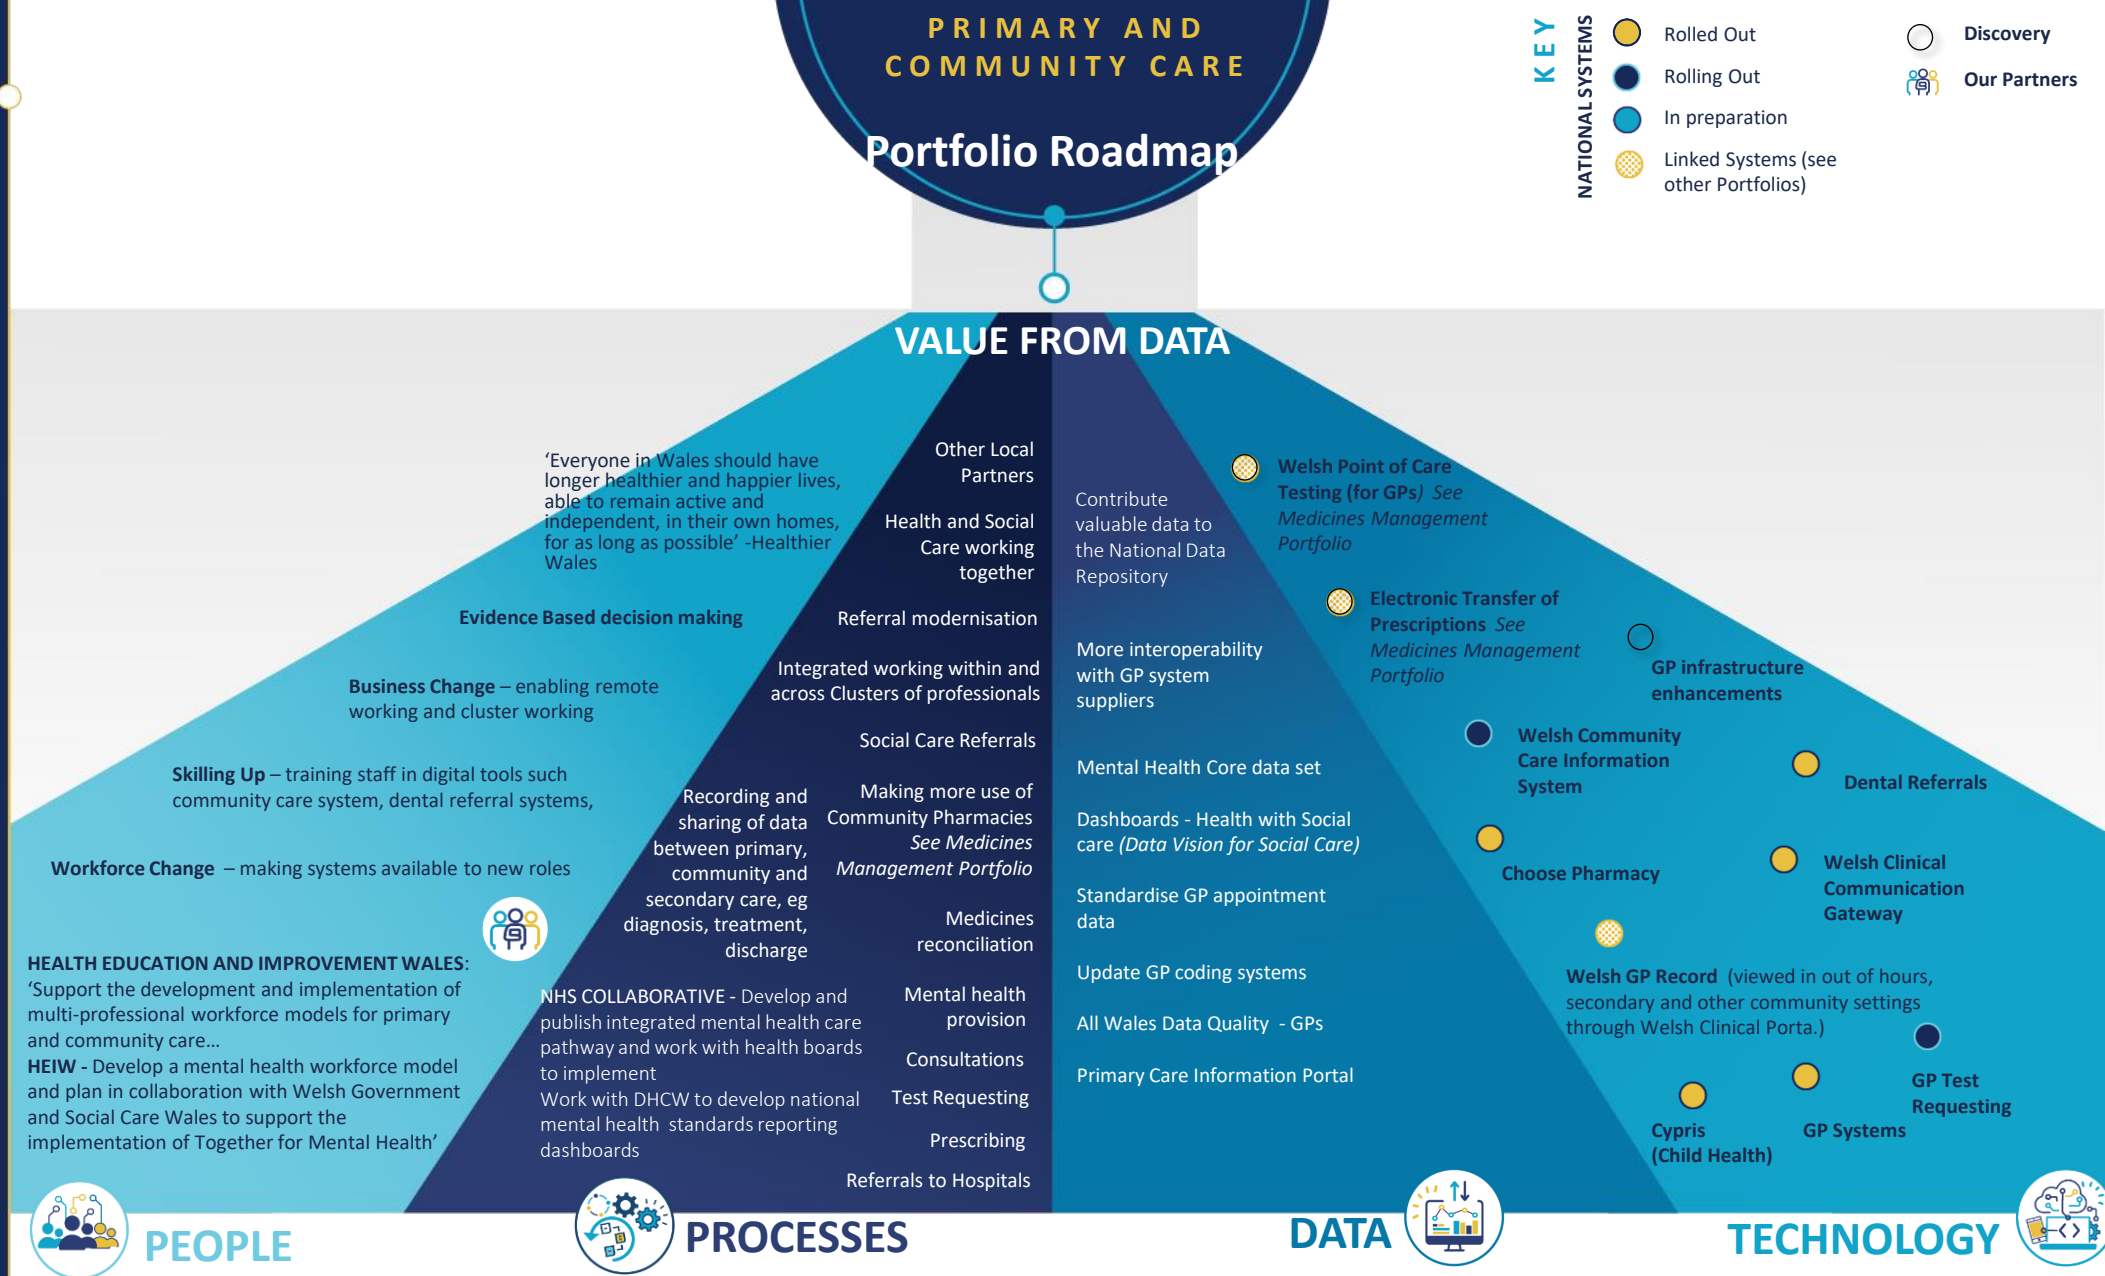 PRIMARY AND
COMMUNITY CARE
Portfolio Roadmap
KEY
NATIONAL SYSTEMS
Rolled Out
Rolling Out
In preparation
Linked Systems (see
other Portfolios)
Discovery
Our Partners
VALUE FROM DATA
‘Everyone in Wales should have
longer healthier and happier lives,
able to remain active and
independent, in their own homes,
for as long as possible’ -Healthier
Wales
Evidence Based decision making
Business Change – enabling remote
working and cluster working
Skilling Up – training staff in digital tools such
community care system, dental referral systems,
Workforce Change – making systems available to new roles
HEALTH EDUCATION AND IMPROVEMENT WALES:
‘Support the development and implementation of
multi-professional workforce models for primary
and community care...
HEIW - Develop a mental health workforce model
and plan in collaboration with Welsh Government
and Social Care Wales to support the
implementation of Together for Mental Health’
PEOPLE
Other Local
Partners
Health and Social
Care working
together
Referral modernisation
Integrated working within and
across Clusters of professionals
Social Care Referrals
Making more use of
Community Pharmacies
See Medicines
Management Portfolio
Medicines
reconciliation
Mental health
provision
Consultations
Test Requesting
Prescribing
Referrals to Hospitals
Recording and
sharing of data
between primary,
community and
secondary care, eg
diagnosis, treatment,
discharge
NHS COLLABORATIVE - Develop and
publish integrated mental health care
pathway and work with health boards
to implement
Work with DHCW to develop national
mental health standards reporting
dashboards
PROCESSES
Contribute
valuable data to
the National Data
Repository
More interoperability
with GP system
suppliers
Mental Health Core data set
Dashboards - Health with Social
care (Data Vision for Social Care)
Standardise GP appointment
data
Update GP coding systems
All Wales Data Quality - GPs
Primary Care Information Portal
DATA
Welsh Point of Care
Testing (for GPs) See
Medicines Management
Portfolio
Electronic Transfer of
Prescriptions See
Medicines Management
Portfolio
GP infrastructure
enhancements
Welsh Community
Care Information
System
Dental Referrals
Choose Pharmacy
Welsh Clinical
Communication
Gateway
Welsh GP Record (viewed in out of hours,
secondary and other community settings
through Welsh Clinical Porta.)
GP Test
Requesting
Cypris
(Child Health)
GP Systems
TECHNOLOGY